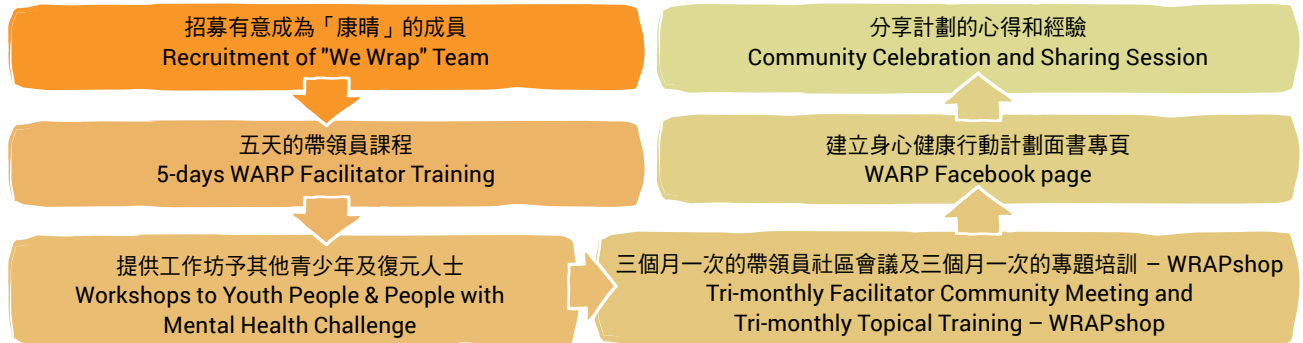 招募有意成為「康晴」的成員
Recruitment of "We Wrap" Team
五天的帶領員課程
5-days WARP Facilitator Training
提供工作坊予其他青少年及復元人士
Workshops to Youth People & People with
Mental Health Challenge
三個月一次的帶領員社區會議及三個月一次的專題培訓 – WRAPshop
Tri-monthly Facilitator Community Meeting and
Tri-monthly Topical Training – WRAPshop
建立身心健康行動計劃面書專頁
WARP Facebook page
分享計劃的心得和經驗
Community Celebration and Sharing Session